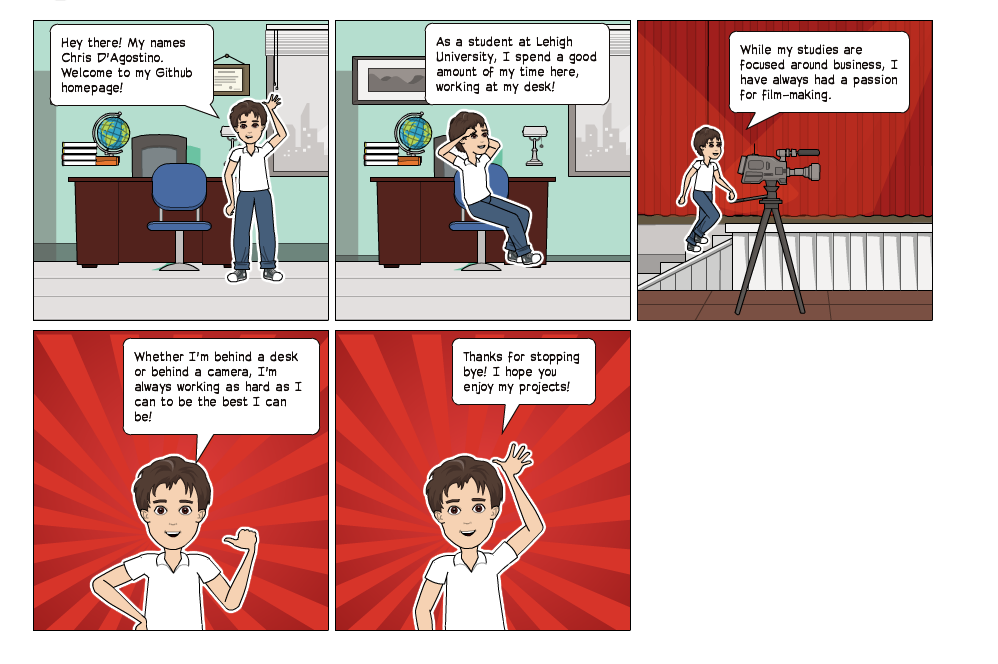 Hey there! My names
Chris D'Agostino.
Welcome to my Github
homepage!
As a student at Lehigh
University, I spend a good
amount of my time here,
working at my desk!
While my studies are
focused around business, I
have always had a passion
for film-making.
Whether I'm behind a desk
or behind a camera, I'm
always working as hard as I
can to be the best I can
be!
Thanks for stopping
bye! I hope you
enjoy my projects!